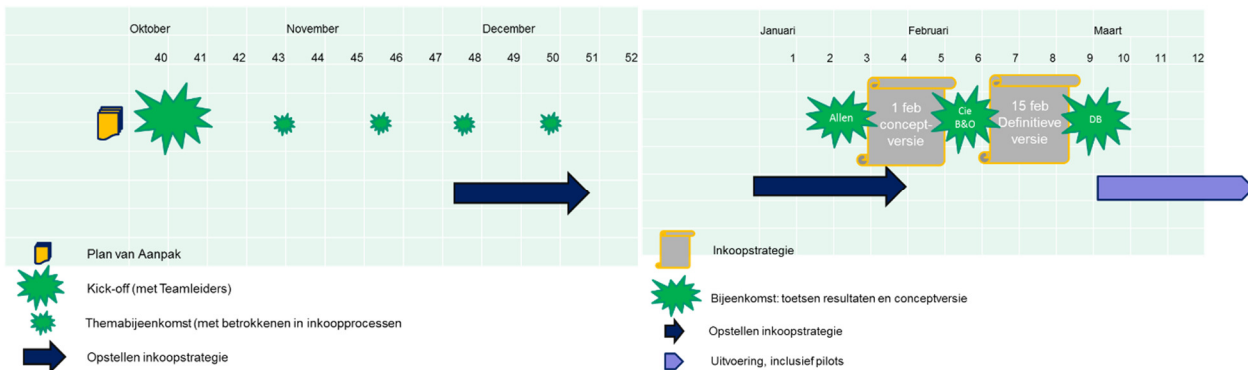 Oktober November December
40 41 42 43 44 45 46 47 48 49 50 51 52
Plan van Aanpak
Kick-off (met Teamleiders)
Themabijeenkomst (met betrokkenen in inkoopprocessen
Opstellen inkoopstrategie
Januari Februari Maart
1 2 3 4 5 6 7 8 9 10 11 12
Allen
1 feb
concept-
versie
Cie
B&O
15 feb
Definitieve
versie
DB
Inkoopstrategie
Bijeenkomst: toetsen resultaten en conceptversie
Opstellen inkoopstrategie
Uitvoering, inclusief pilots